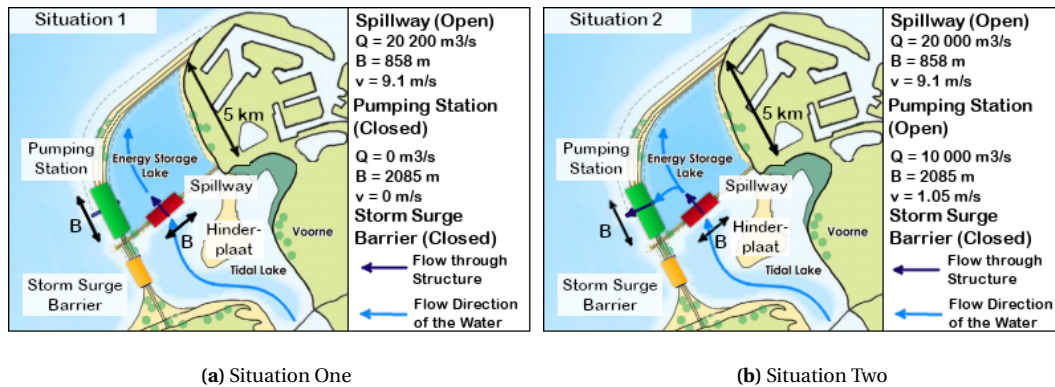 Situation 1
5 km
Pumping
Station
Energy Storage
Lake
Spillway
B
B
Hinder-
plaat
Voorne
Tidal Lake
Storm Surge
Barrier
Spillway (Open)
Q = 20 200 m3/s
B = 858 m
v = 9.1 m/s
Pumping Station
(Closed)
Q = 0 m3/s
B = 2085 m
v = 0 m/s
Storm Surge
Barrier (Closed)
Flow through
Structure
Flow Direction
of the Water
(a) Situation One
Situation 2
5 km
Pumping
Station
Energy Storage
Lake
Spillway
B
B
Hinder-
plaat
Voorne
Tidal Lake
Storm Surge
Barrier
Spillway (Open)
Q = 20 000 m3/s
B = 858 m
v = 9.1 m/s
Pumping Station
(Open)
Q = 10 000 m3/s
B = 2085 m
v = 1.05 m/s
Storm Surge
Barrier (Closed)
Flow through
Structure
Flow Direction
of the Water
(b) Situation Two